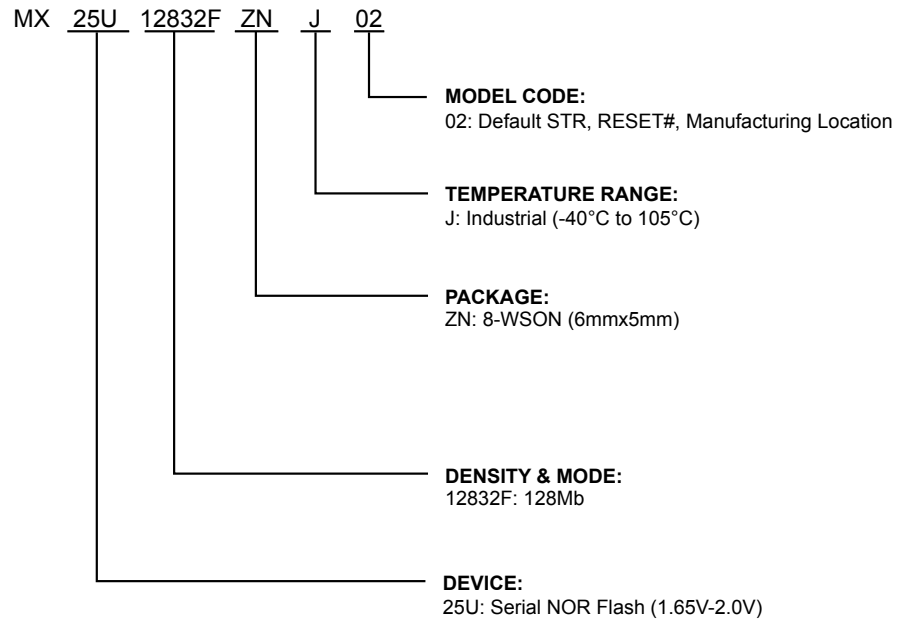 MX 25U 12832F ZN J 02
MODEL CODE:
02: Default STR, RESET#, Manufacturing Location
TEMPERATURE RANGE:
J: Industrial (-40°C to 105°C)
PACKAGE:
ZN: 8-WSON (6mmx5mm)
DENSITY & MODE:
12832F: 128Mb
DEVICE:
25U: Serial NOR Flash (1.65V-2.0V)